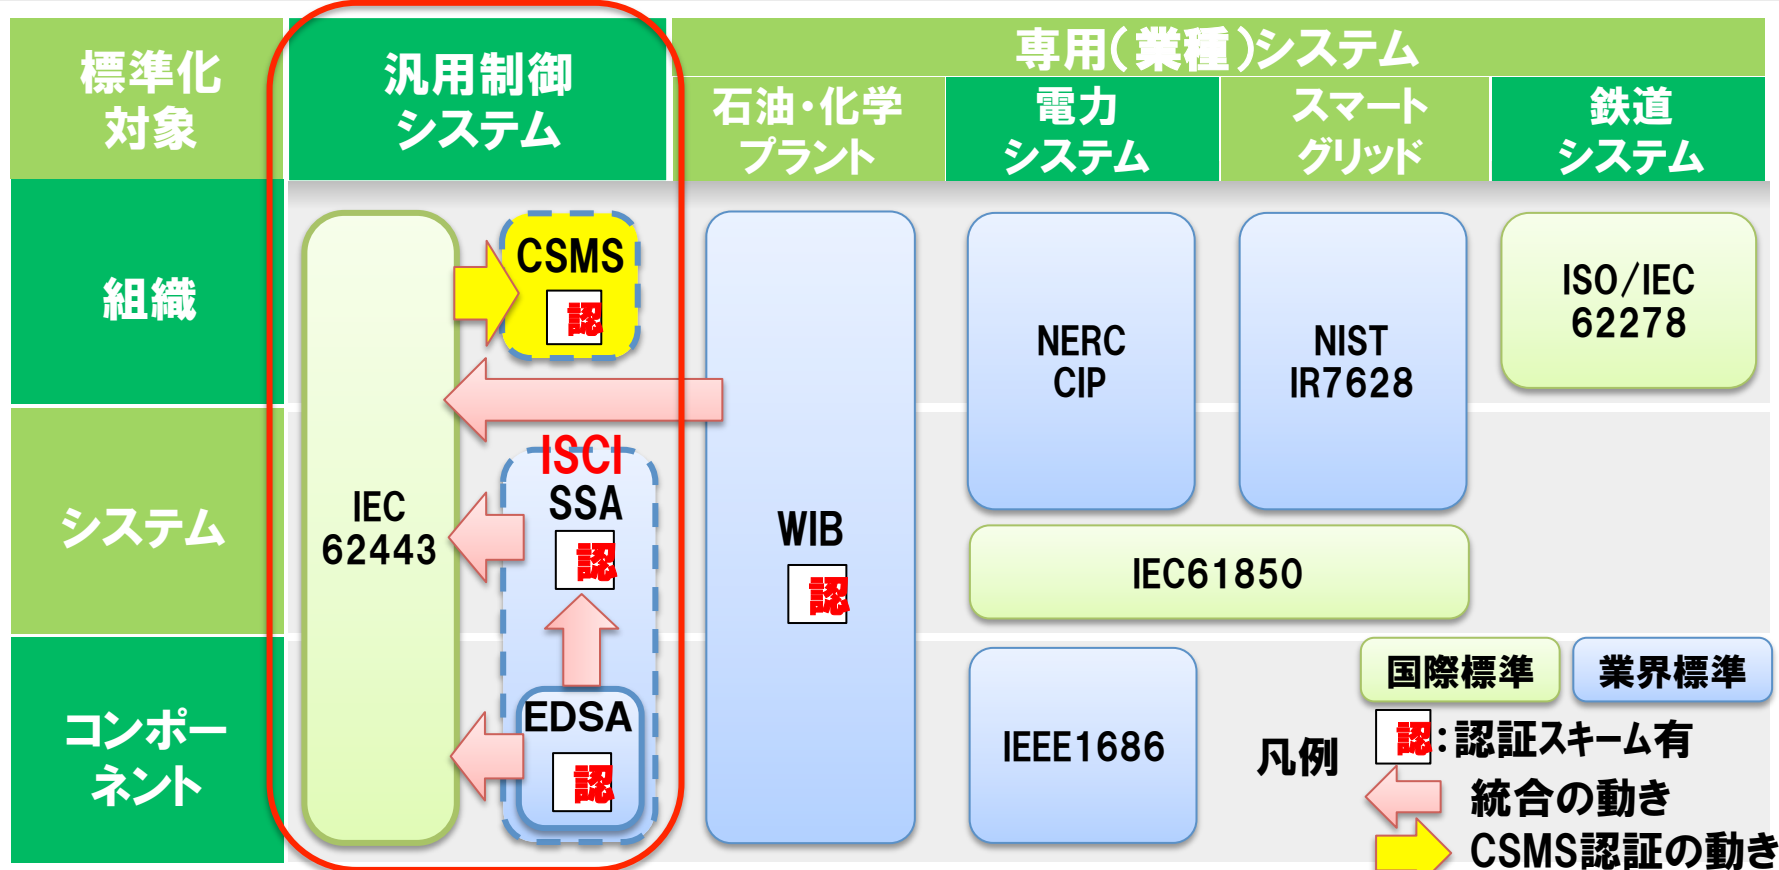 標準化
対象
汎用制御
システム
専用(業種)システム
石油・化学
プラント
電力
システム
スマート
グリッド
鉄道
システム
組織
システム
コンポー
ネント
IEC
62443
CSMS
認
ISCI
SSA
認
EDSA
認
WIB
認
NERC
CIP
NIST
IR7628
ISO/IEC
62278
IEC61850
IEEE1686
国際標準
業界標準
凡例
認:認証スキーム有
統合の動き
CSMS認証の動き